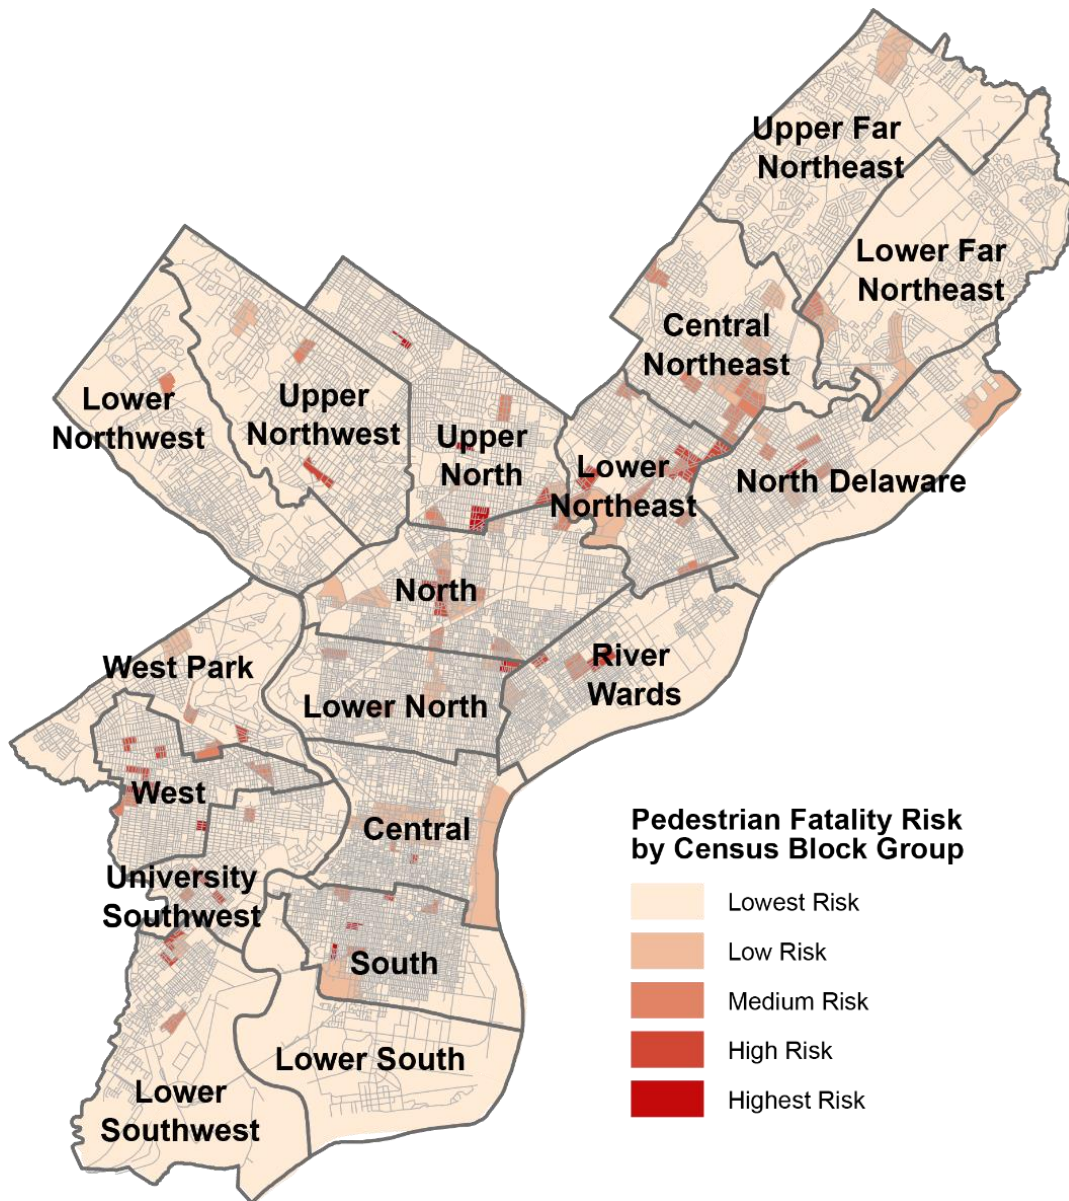 Upper Far
Northeast
Lower Far
Northeast
Central
Northeast
Lower
Northwest
Upper
Northwest
Upper
North
Lower
Northeast
North Delaware
North
West Park
River
Wards
Lower North
West
Central
University
Southwest
South
Lower South
Lower
Southwest
Pedestrian Fatality Risk
by Census Block Group
Lowest Risk
Low Risk
Medium Risk
High Risk
Highest Risk